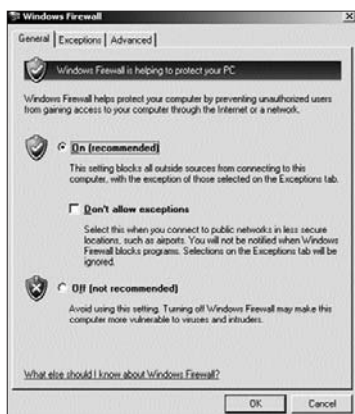 Windows Firewall
General Exceptions Advanced
Windows Firewall is helping to protect your PC
Windows Firewall helps protect your computer by preventing unauthorized users
from gaining access to your computer through the Internet or a network.
On (recommended)
This setting blocks all outside sources from connecting to this
computer, with the exception of those selected on the Exceptions tab.
Don't allow exceptions
Select this when you connect to public networks in less secure
locations, such as airports. You will not be notified when Windows
Firewall blocks programs. Selections on the Exceptions tab will be
ignored.
Off (not recommended)
Avoid using this setting. Turning off Windows Firewall may make this
computer more vulnerable to viruses and intruders.
What else should I know about Windows Firewall?
OK Cancel